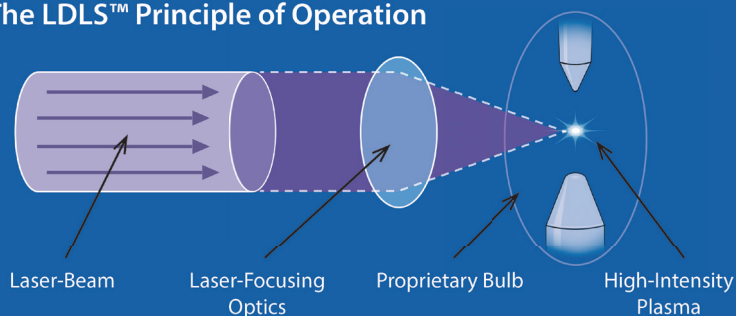 The LDLS™ Principle of Operation
Laser-Beam
Laser-Focusing
Optics
Proprietary Bulb
High-Intensity
Plasma